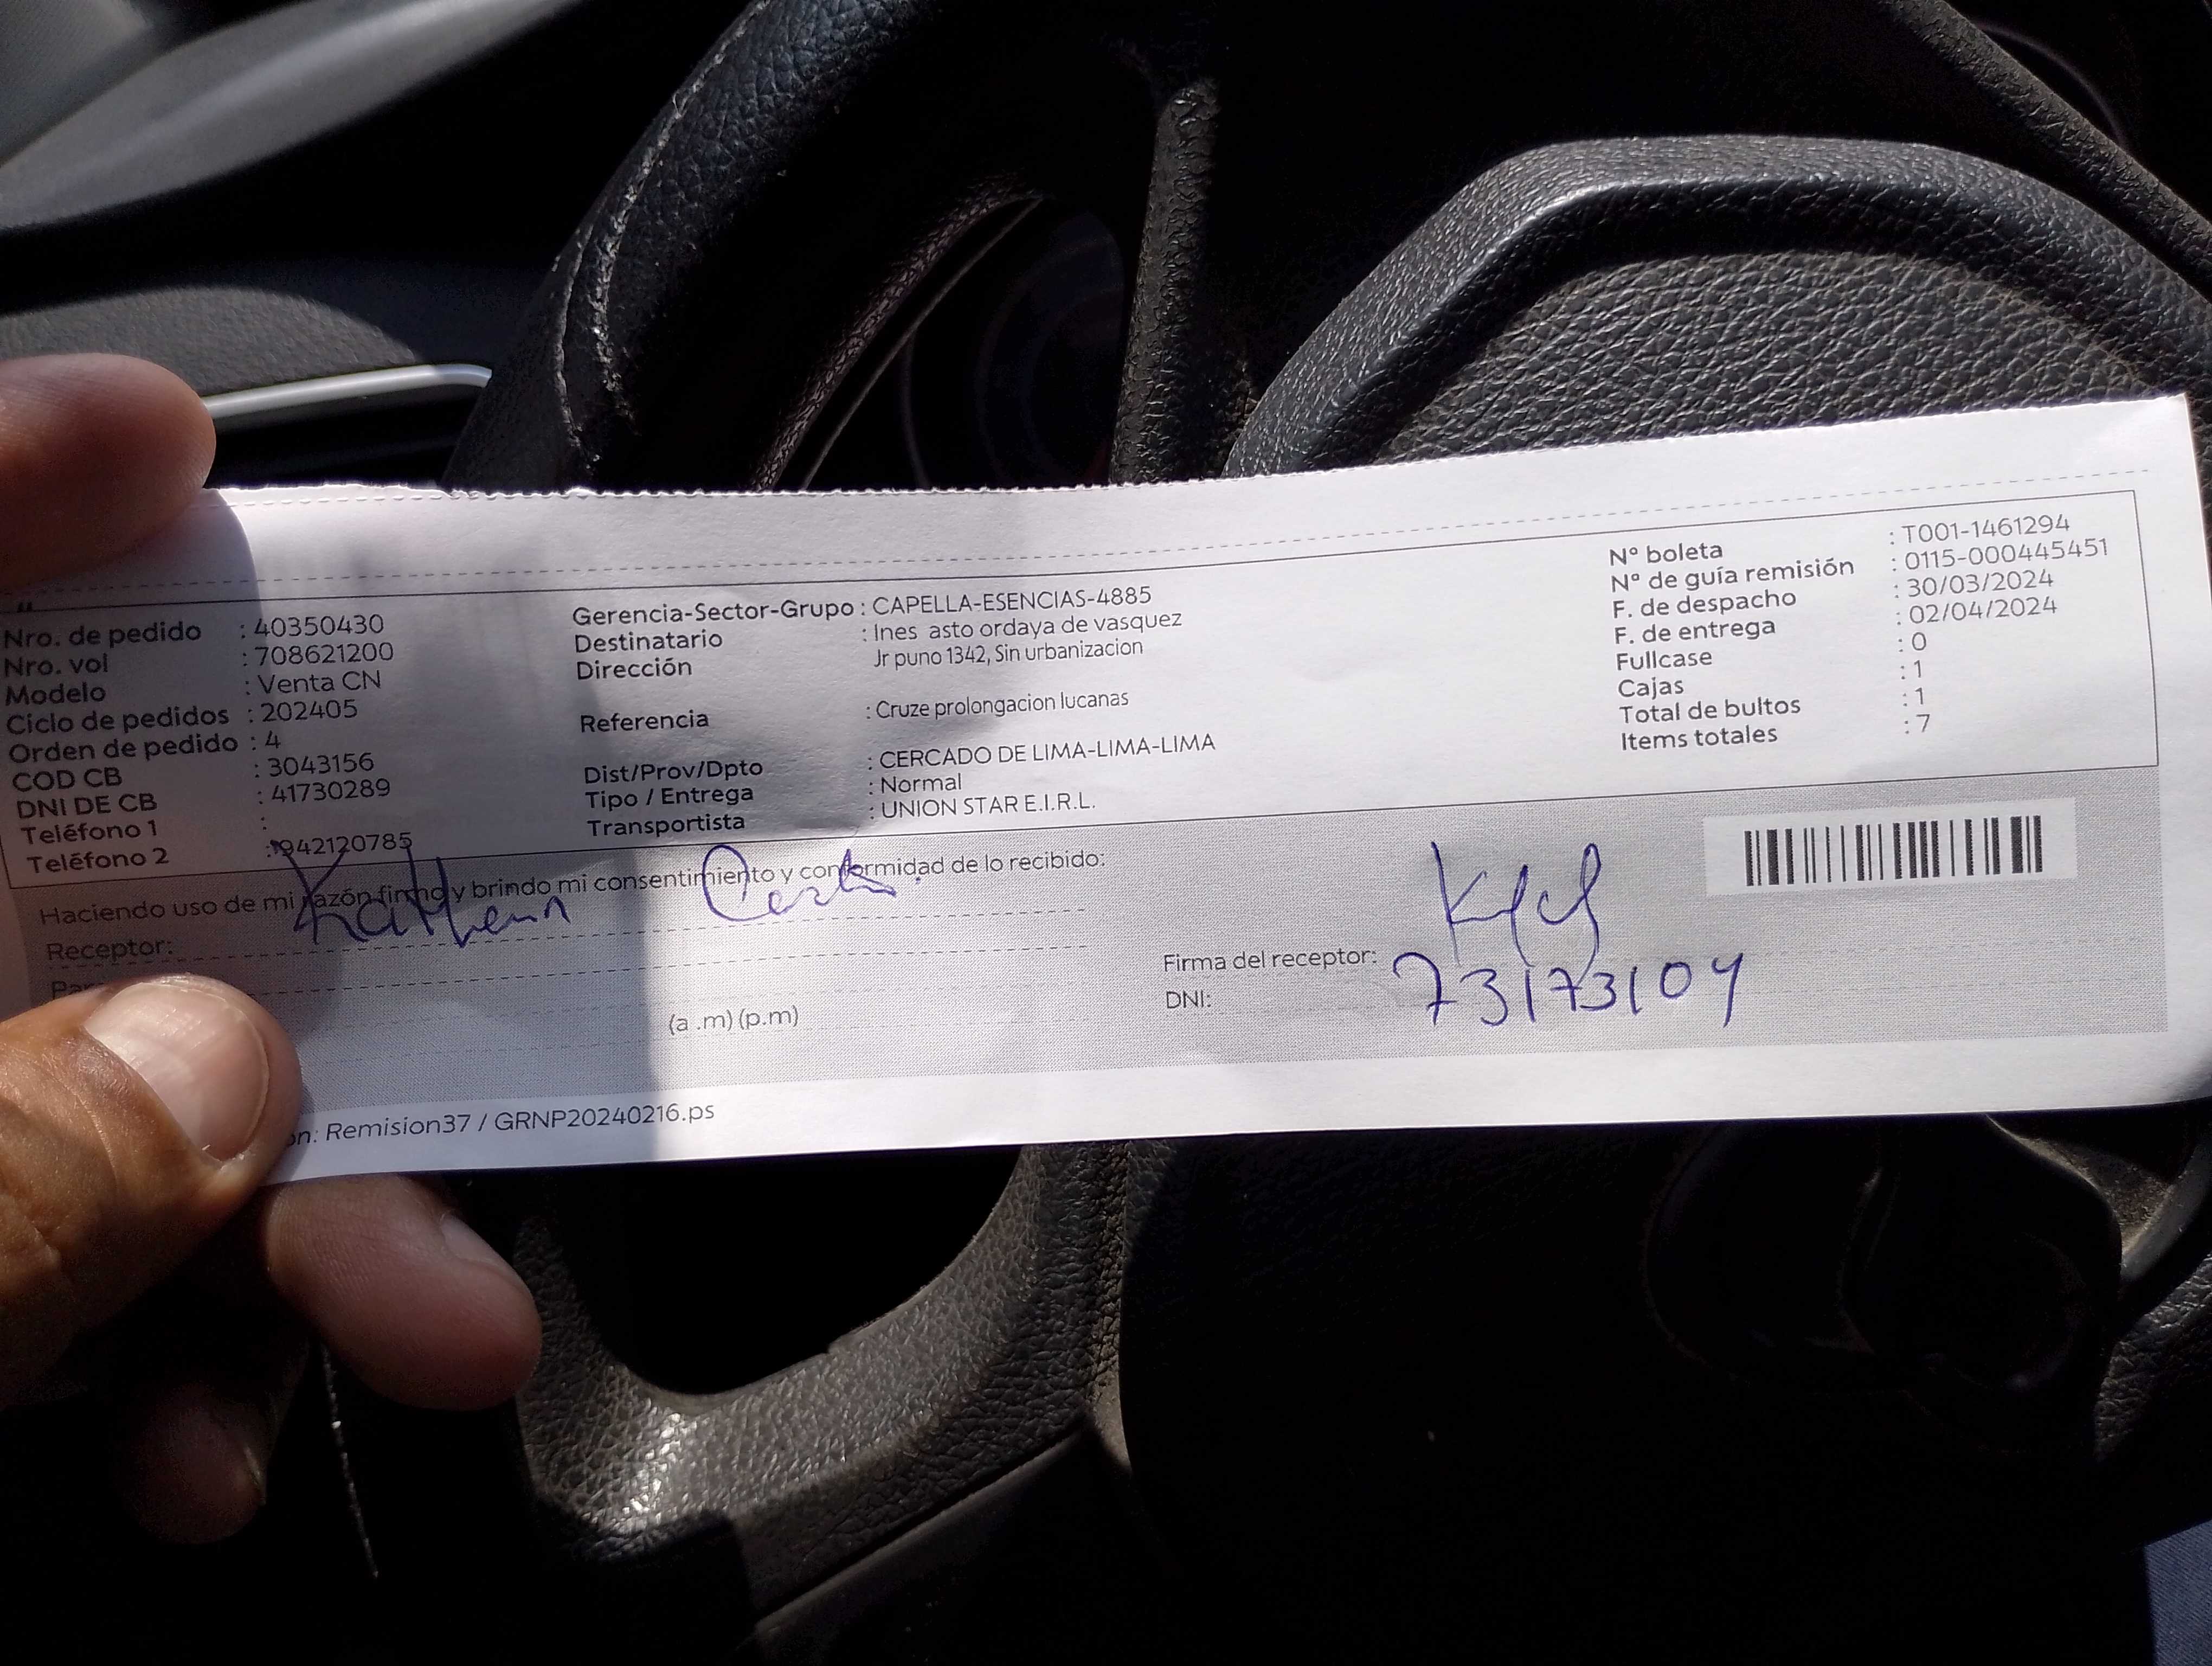 Nro. de pedido : 40350430
Nro. vol : 708621200
Modelo : Venta CN
Ciclo de pedidos : 202405
Orden de pedido : 4
COD CB : 3043156
DNI DE CB : 41730289
Teléfono 1 :
Teléfono 2 : 942120785
Gerencia-Sector-Grupo : CAPELLA-ESENCIAS-4885
Destinatario : Ines asto ordaya de vasquez
Dirección Jr puno 1342, Sin urbanizacion
Referencia : Cruze prolongacion lucanas
Dist/Prov/Dpto : CERCADO DE LIMA-LIMA-LIMA
Tipo / Entrega : Normal
Transportista : UNION STAR E.I.R.L.
Nº boleta : T001-1461294
Nº de guía remisión : 0115-000445451
F. de despacho : 30/03/2024
F. de entrega : 02/04/2024
Fullcase : 0
Cajas : 1
Total de bultos : 1
Items totales : 7
Haciendo uso de mi razón firmo y brindo mi consentimiento y conformidad de lo recibido:
Receptor:
(a .m) (p.m)
Firma del receptor:
DNI: 73173104
on: Remision37 / GRNP20240216.ps